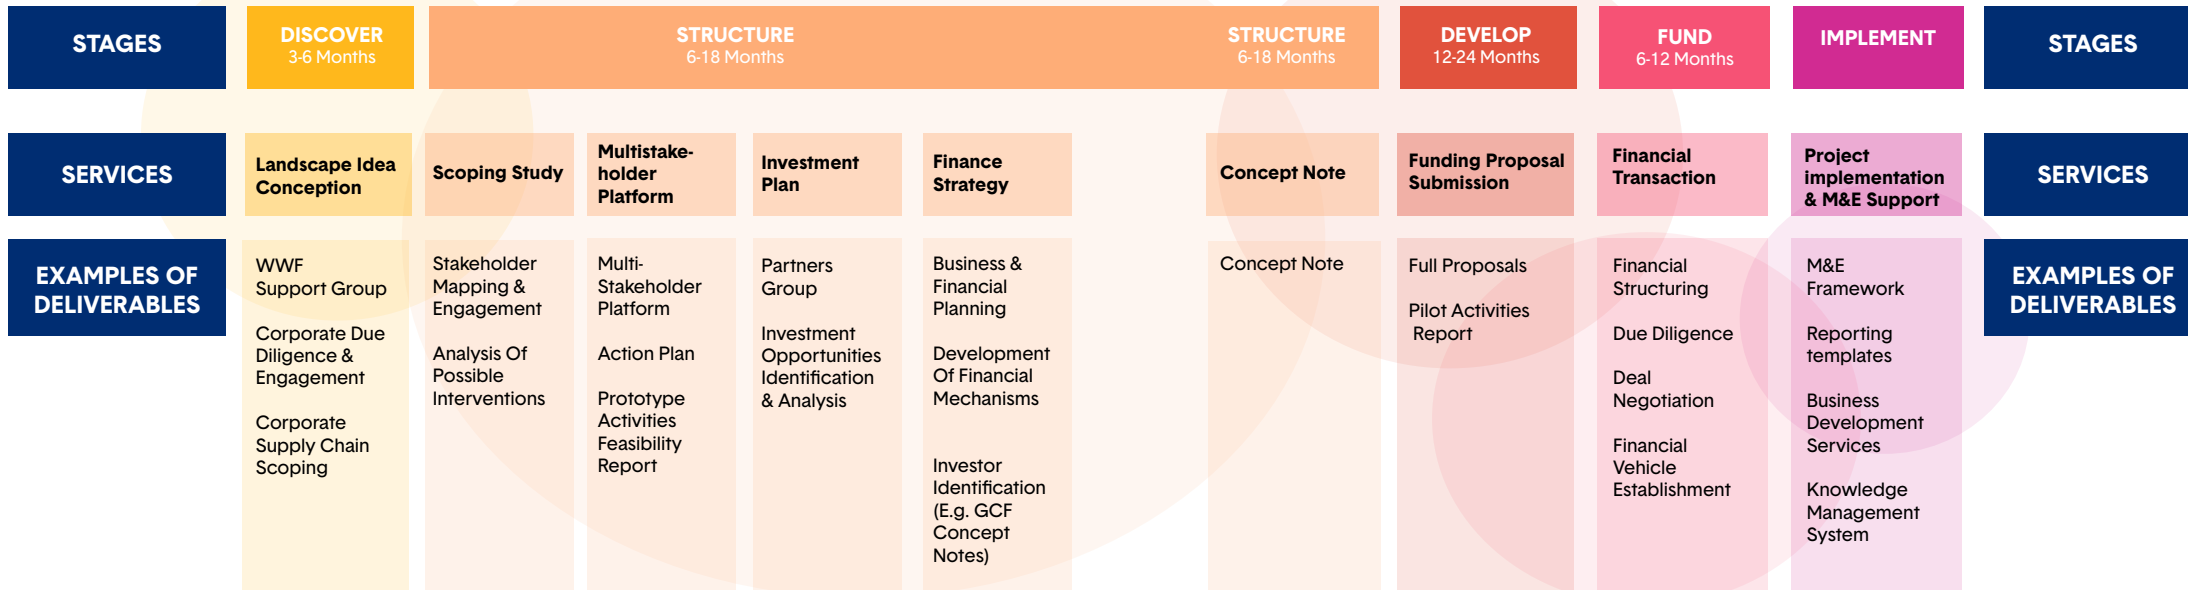 STAGES
DISCOVER
3-6 Months
STRUCTURE
6-18 Months
STRUCTURE
6-18 Months
DEVELOP
12-24 Months
FUND
6-12 Months
IMPLEMENT
STAGES
SERVICES
Landscape Idea
Conception
Scoping Study
Multistake-
holder
Platform
Investment
Plan
Finance
Strategy
Concept Note
Funding Proposal
Submission
Financial
Transaction
Project
implementation
& M&E Support
SERVICES
EXAMPLES OF
DELIVERABLES
WWF
Support Group
Corporate Due
Diligence &
Engagement
Corporate
Supply Chain
Scoping
Stakeholder
Mapping &
Engagement
Analysis Of
Possible
Interventions
Multi-
Stakeholder
Platform
Action Plan
Prototype
Activities
Feasibility
Report
Partners
Group
Investment
Opportunities
Identification
& Analysis
Business &
Financial
Planning
Development
Of Financial
Mechanisms
Investor
Identification
(E.g. GCF
Concept
Notes)
Concept Note
Full Proposals
Pilot Activities
Report
Financial
Structuring
Due Diligence
Deal
Negotiation
Financial
Vehicle
Establishment
M&E
Framework
Reporting
templates
Business
Development
Services
Knowledge
Management
System
EXAMPLES OF
DELIVERABLES